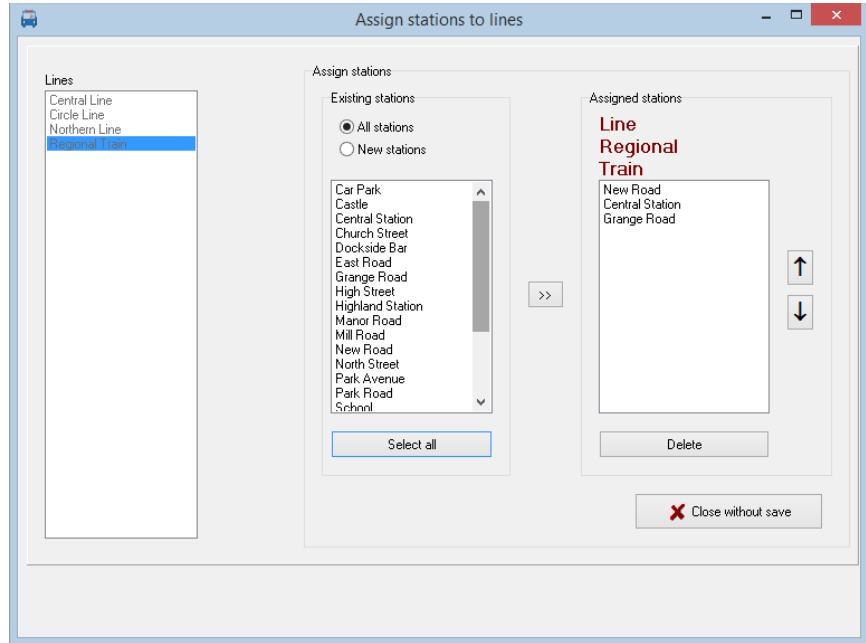 Assign stations to lines
Lines
Central Line
Circle Line
Northern Line
Regional Train
Assign stations
Existing stations
All stations
New stations
Car Park
Castle
Central Station
Church Street
Dockside Bar
East Road
Grange Road
High Street
Highland Station
Manor Road
Mill Road
New Road
North Street
Park Avenue
Park Road
School
Select all
>>
Assigned stations
Line
Regional
Train
New Road
Central Station
Grange Road
Delete
Close without save